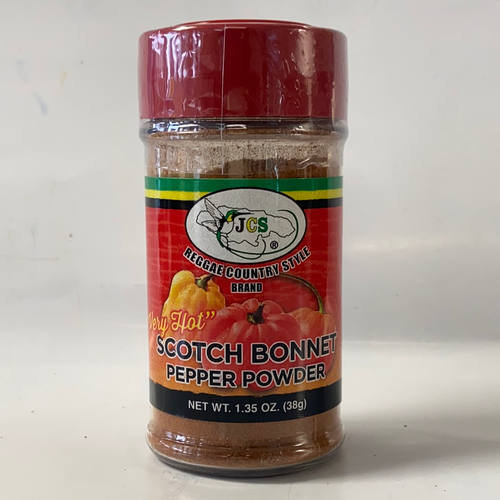 JCS
®
REGGAE COUNTRY STYLE
BRAND
"Very Hot"
SCOTCH BONNET
PEPPER POWDER
NET WT. 1.35 OZ. (38g)